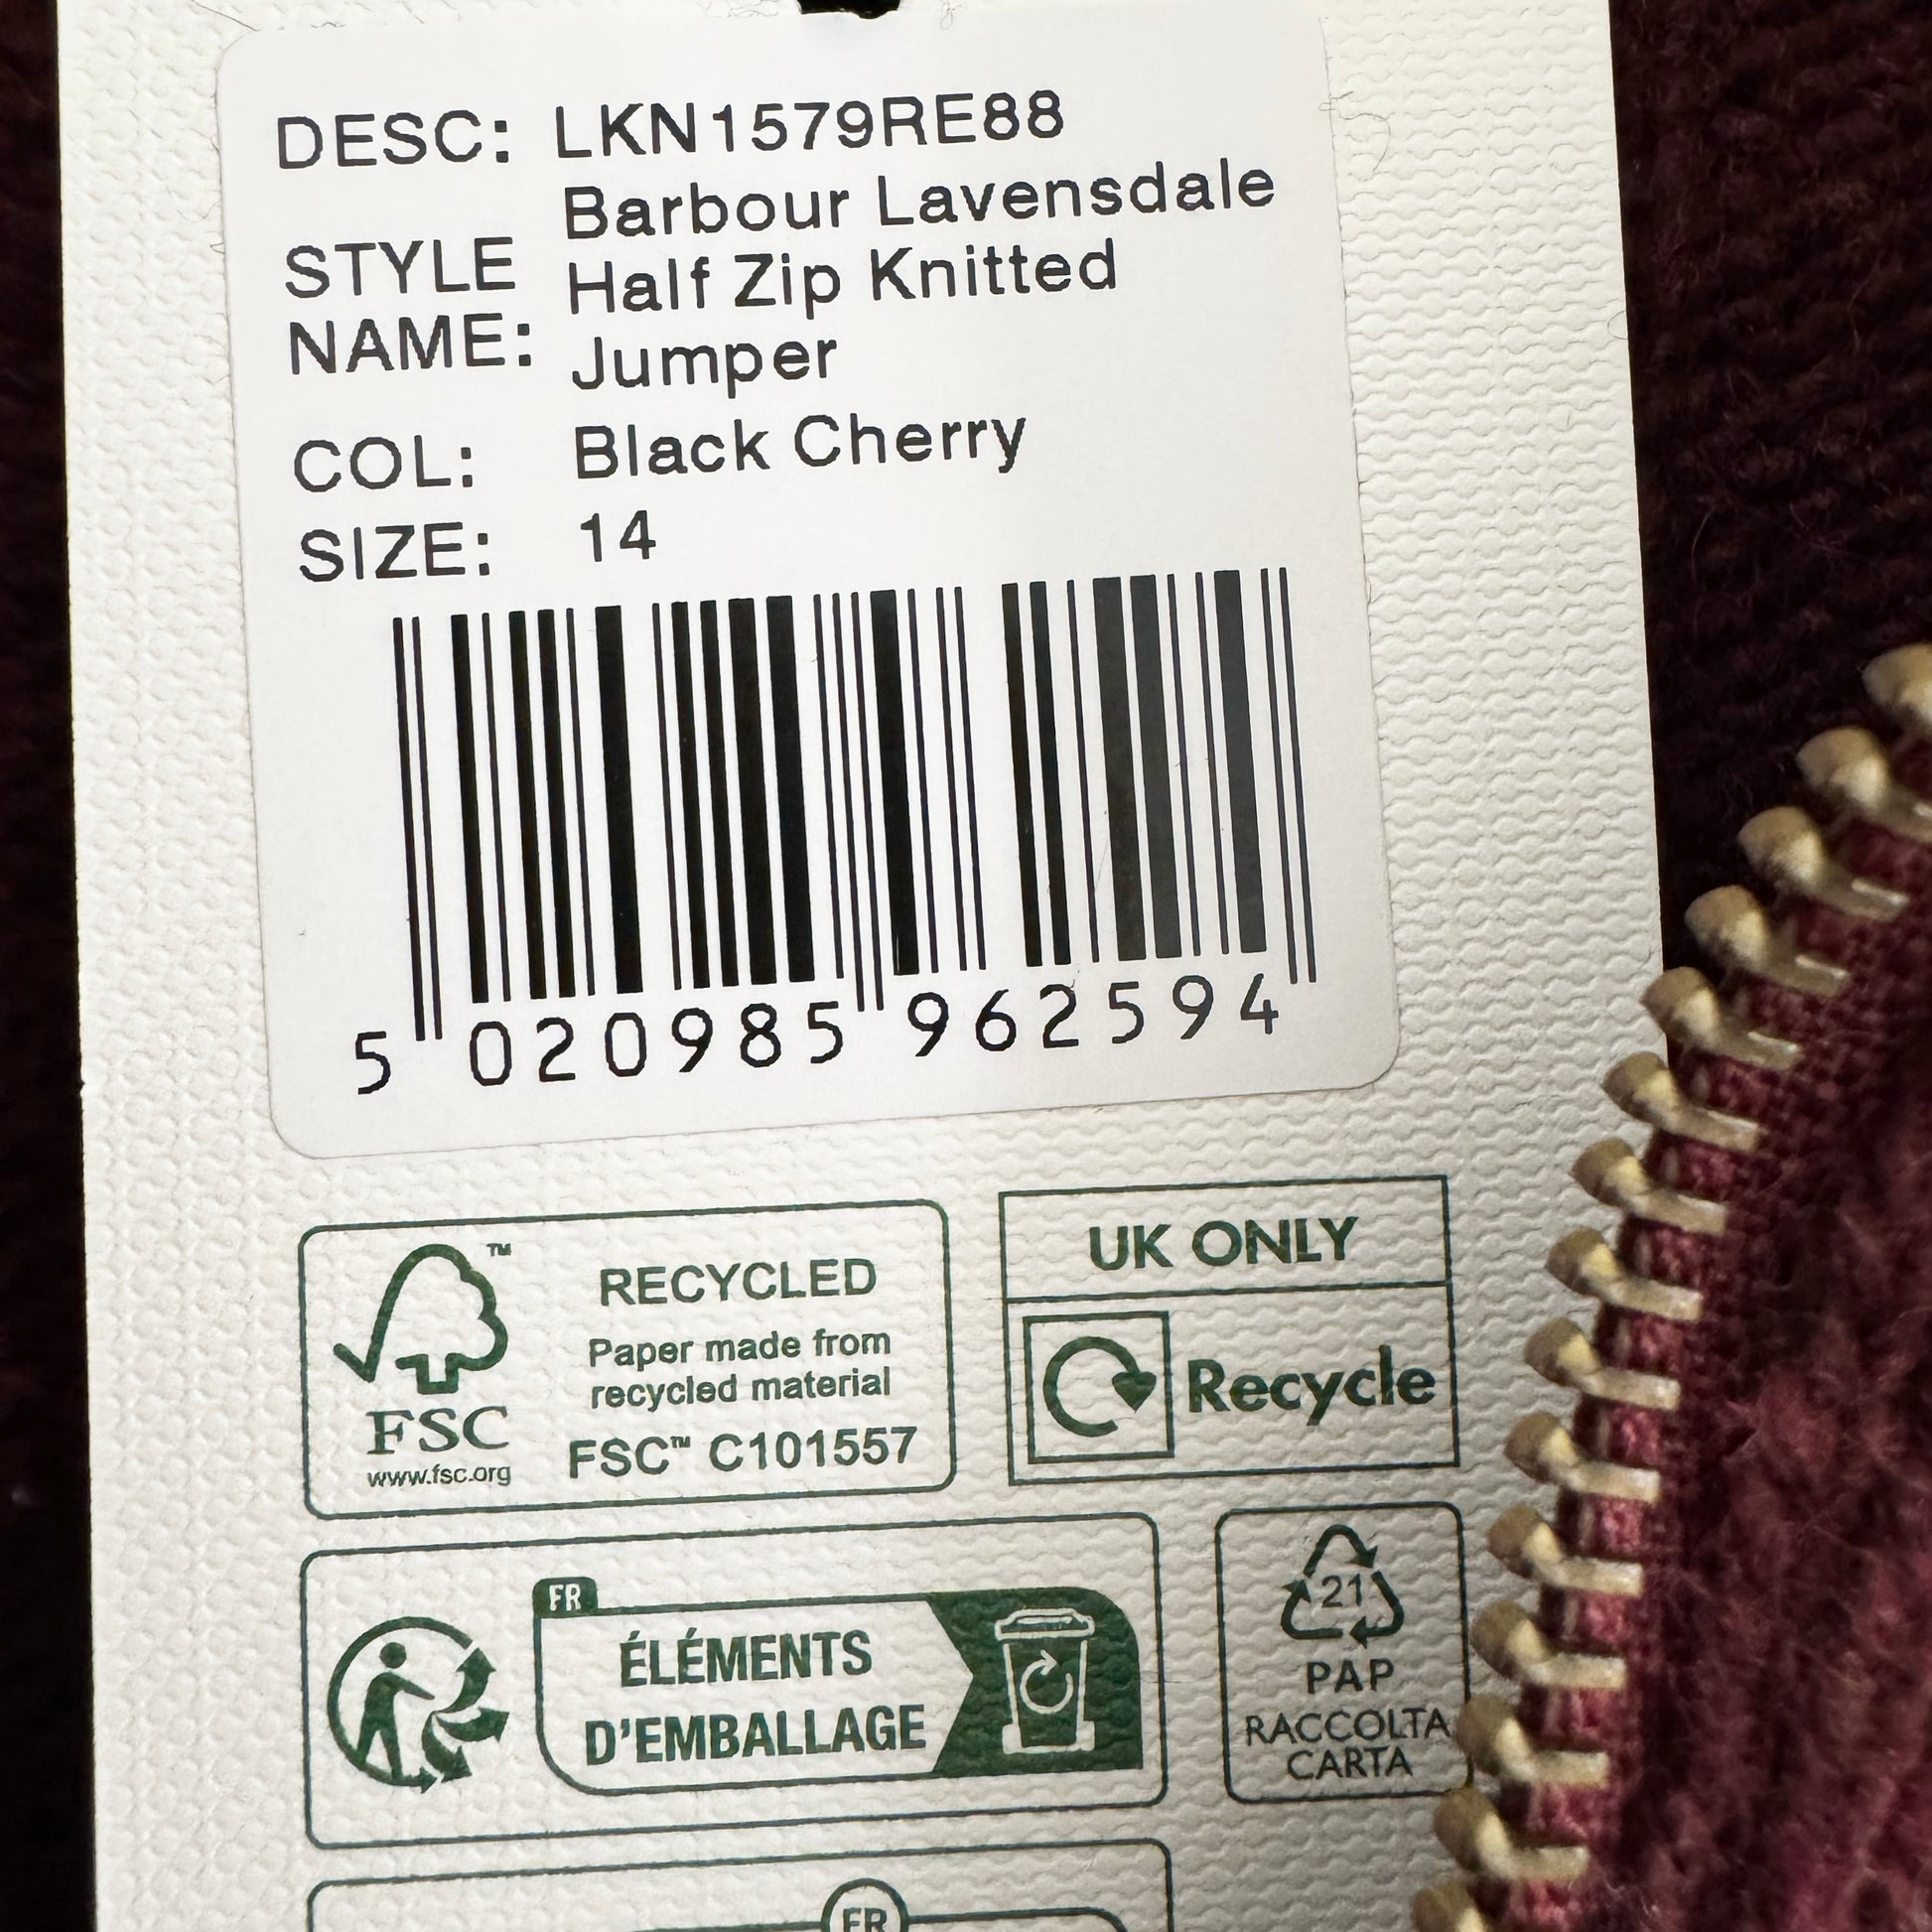 DESC: LKN1579RE88
STYLE NAME: Barbour Lavensdale
Half Zip Knitted
Jumper
COL: Black Cherry
SIZE: 14
5 020985 962594
FSC™
www.fsc.org
RECYCLED
Paper made from
recycled material
FSC™ C101557
UK ONLY
Recycle
FR
ÉLÉMENTS
D'EMBALLAGE
21
PAP
RACCOLTA
CARTA
FR